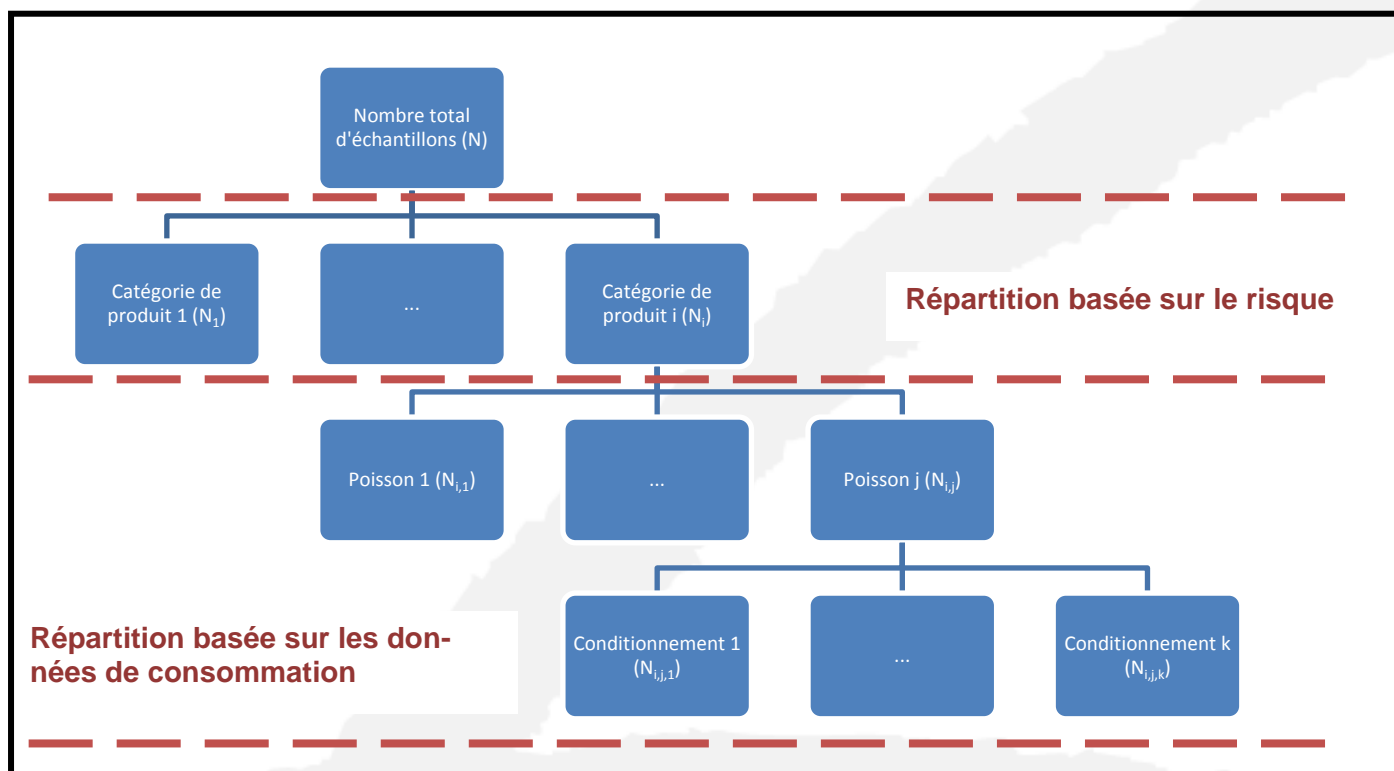 Nombre total
d'échantillons (N)
Catégorie de
produit 1 (N₁)
...
Catégorie de
produit i (Nᵢ)
Répartition basée sur le risque
Poisson 1 (Nᵢ,₁)
...
Poisson j (Nᵢ,ⱼ)
Répartition basée sur les don-
nées de consommation
Conditionnement 1
(Nᵢ,ⱼ,₁)
...
Conditionnement k
(Nᵢ,ⱼ,ₖ)